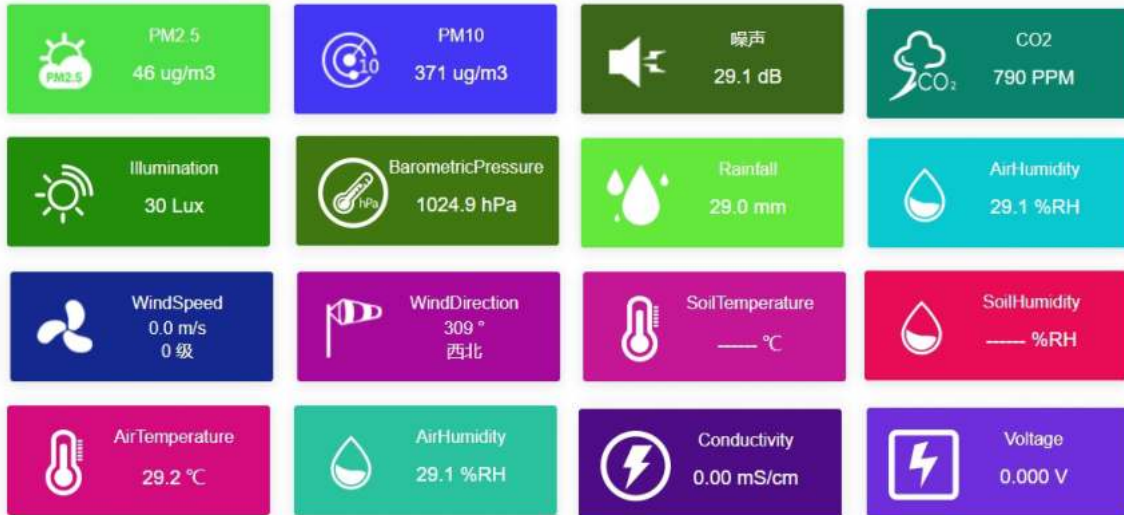 PM2.5
PM2.5
46 ug/m3
10
PM10
371 ug/m3
噪声
29.1 dB
CO₂
CO2
790 PPM
Illumination
30 Lux
hPa
BarometricPressure
1024.9 hPa
Rainfall
29.0 mm
AirHumidity
29.1 %RH
WindSpeed
0.0 m/s
0 级
WindDirection
309 °
西北
SoilTemperature
------ ℃
SoilHumidity
------ %RH
AirTemperature
29.2 ℃
AirHumidity
29.1 %RH
Conductivity
0.00 mS/cm
Voltage
0.000 V